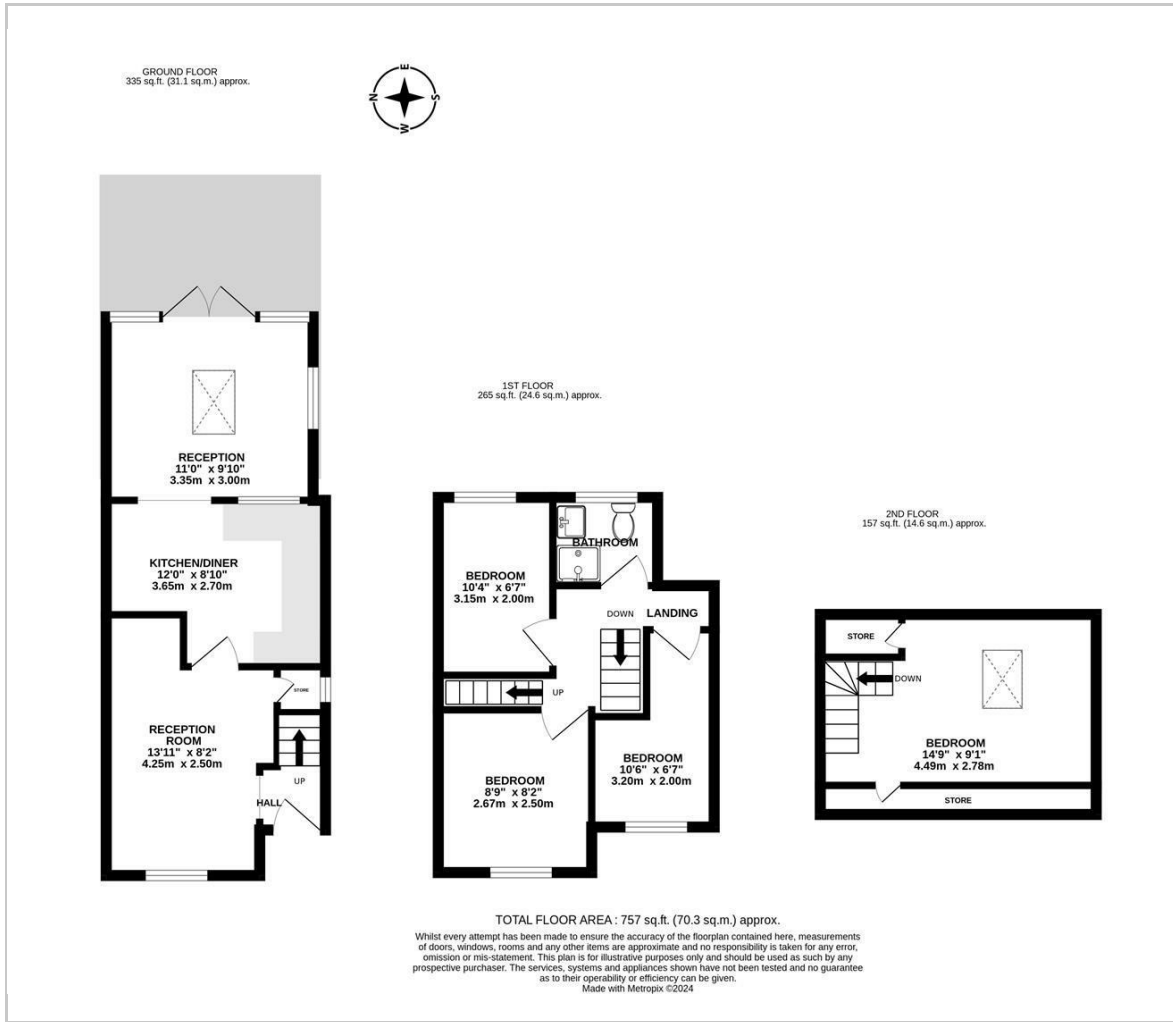 GROUND FLOOR
335 sq.ft. (31.1 sq.m.) approx.
E
N
S
W
RECEPTION
11'0" x 9'10"
3.35m x 3.00m
KITCHEN/DINER
12'0" x 8'10"
3.65m x 2.70m
STORE
RECEPTION
ROOM
13'11" x 8'2"
4.25m x 2.50m
UP
HALL
1ST FLOOR
265 sq.ft. (24.6 sq.m.) approx.
BATHROOM
BEDROOM
10'4" x 6'7"
3.15m x 2.00m
DOWN
LANDING
UP
BEDROOM
8'9" x 8'2"
2.67m x 2.50m
BEDROOM
10'6" x 6'7"
3.20m x 2.00m
2ND FLOOR
157 sq.ft. (14.6 sq.m.) approx.
STORE
DOWN
BEDROOM
14'9" x 9'1"
4.49m x 2.78m
STORE
TOTAL FLOOR AREA : 757 sq.ft. (70.3 sq.m.) approx.
Whilst every attempt has been made to ensure the accuracy of the floorplan contained here, measurements
of doors, windows, rooms and any other items are approximate and no responsibility is taken for any error,
omission or mis-statement. This plan is for illustrative purposes only and should be used as such by any
prospective purchaser. The services, systems and appliances shown have not been tested and no guarantee
as to their operability or efficiency can be given.
Made with Metropix ©2024